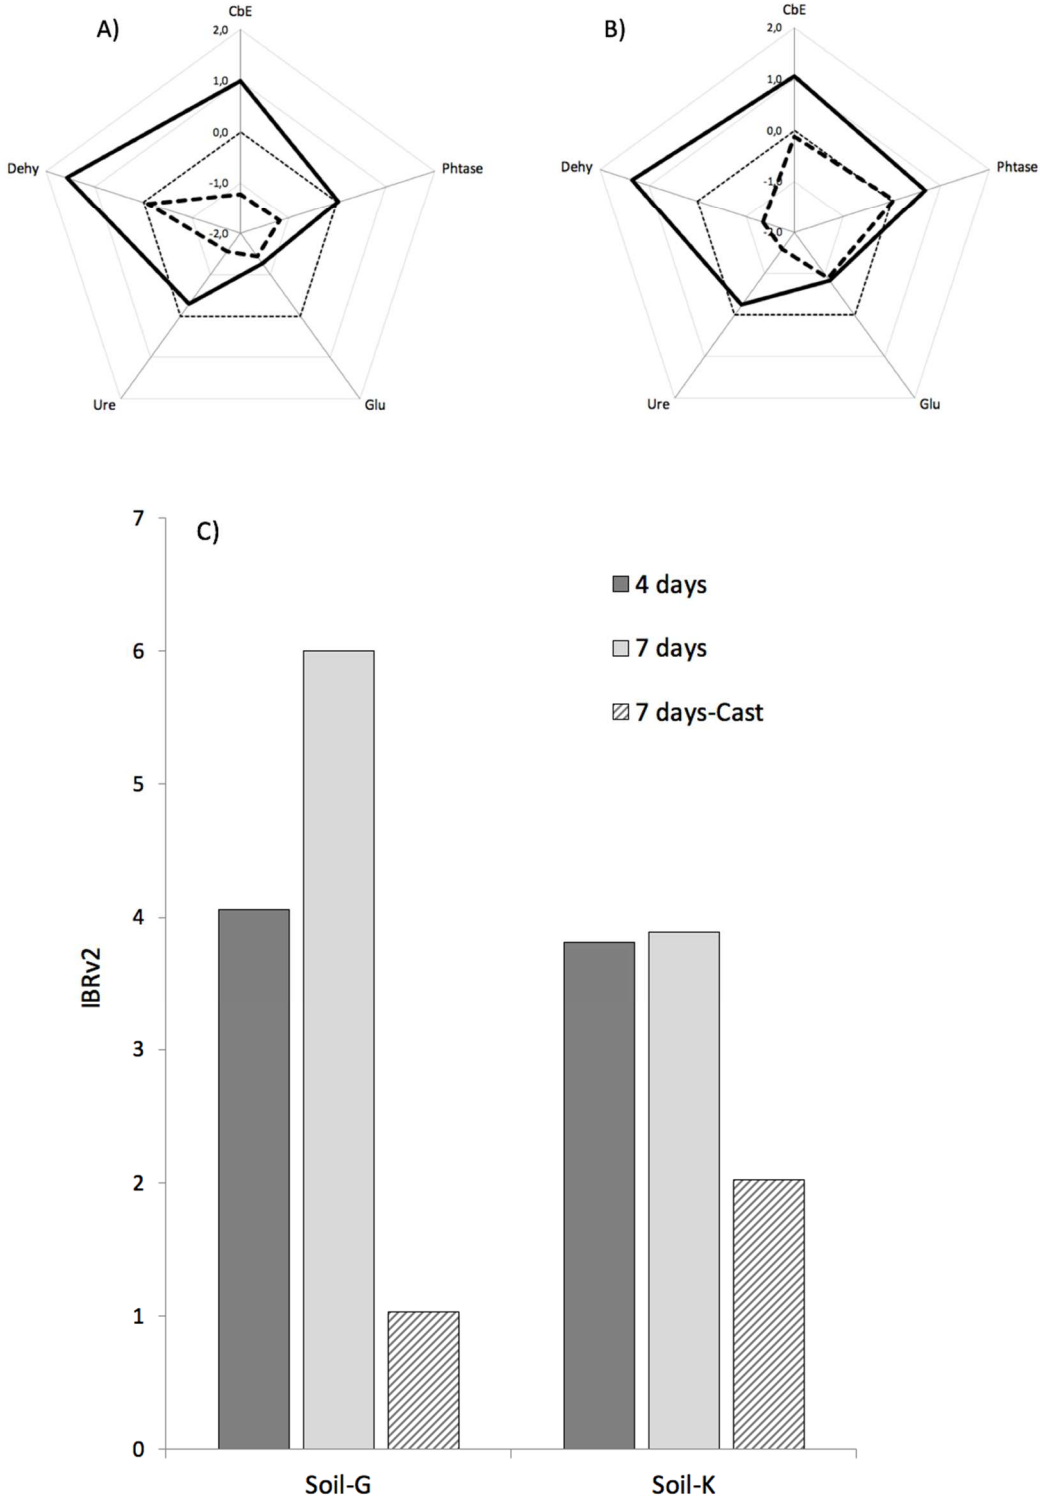 A)
CbE
2,0
1,0
0,0
-1,0
-2,0
Dehy
Phtase
Ure
Glu
B)
CbE
2,0
1,0
0,0
Dehy
Phtase
Ure
Glu
C)
7
6
5
4
3
2
1
0
IBRv2
4 days
7 days
7 days-Cast
Soil-G
Soil-K